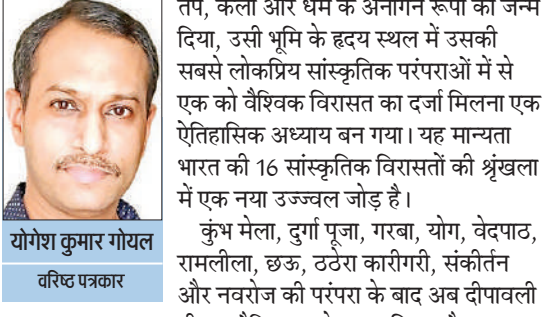 तप, कला और धर्म के अनगिन रूपों को जन्म
दिया, उसी भूमि के हृदय स्थल में उसकी
सबसे लोकप्रिय सांस्कृतिक परंपराओं में से
एक को वैश्विक विरासत का दर्जा मिलना एक
ऐतिहासिक अध्याय बन गया। यह मान्यता
भारत की 16 सांस्कृतिक विरासतों की श्रृंखला
में एक नया उज्ज्वल जोड़ है।
योगेश कुमार गोयल
वरिष्ठ पत्रकार
कुंभ मेला, दुर्गा पूजा, गरबा, योग, वेदपाठ,
रामलीला, छऊ, ठठेरा कारीगरी, संकीर्तन
और नवरोज की परंपरा के बाद अब दीपावली